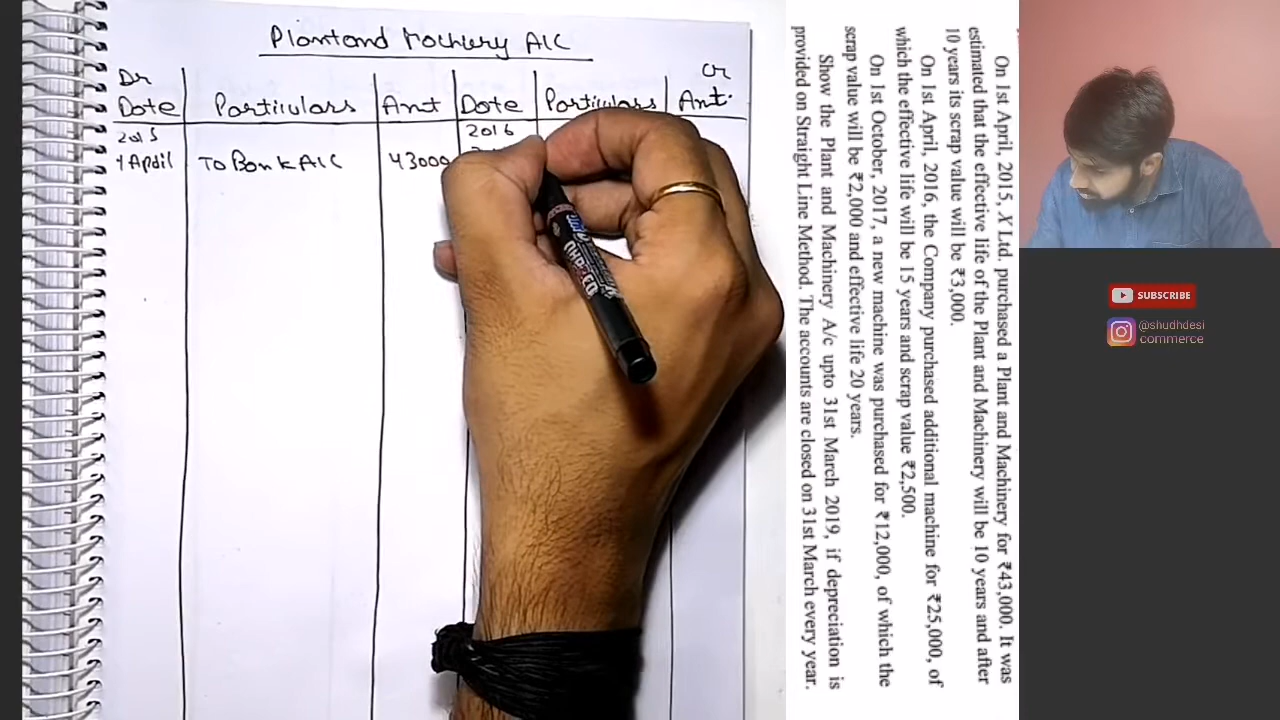 Plant and Machery A/C
Dr
Cr
Date Particulars Amt Date Particulars Amt.
2015
2016
1 April To Bank A/C 43000
On 1st April, 2015, X Ltd. purchased a Plant and Machinery for ₹43,000. It was
estimated that the effective life of the Plant and Machinery will be 10 years and after
10 years its scrap value will be ₹3,000.
On 1st April, 2016, the Company purchased additional machine for ₹25,000, of
which the effective life will be 15 years and scrap value ₹2,500.
On 1st October, 2017, a new machine was purchased for ₹12,000, of which the
scrap value will be ₹2,000 and effective life 20 years.
Show the Plant and Machinery A/c upto 31st March 2019, if depreciation is
provided on Straight Line Method. The accounts are closed on 31st March every year.
SUBSCRIBE
@shudhdesi
commerce